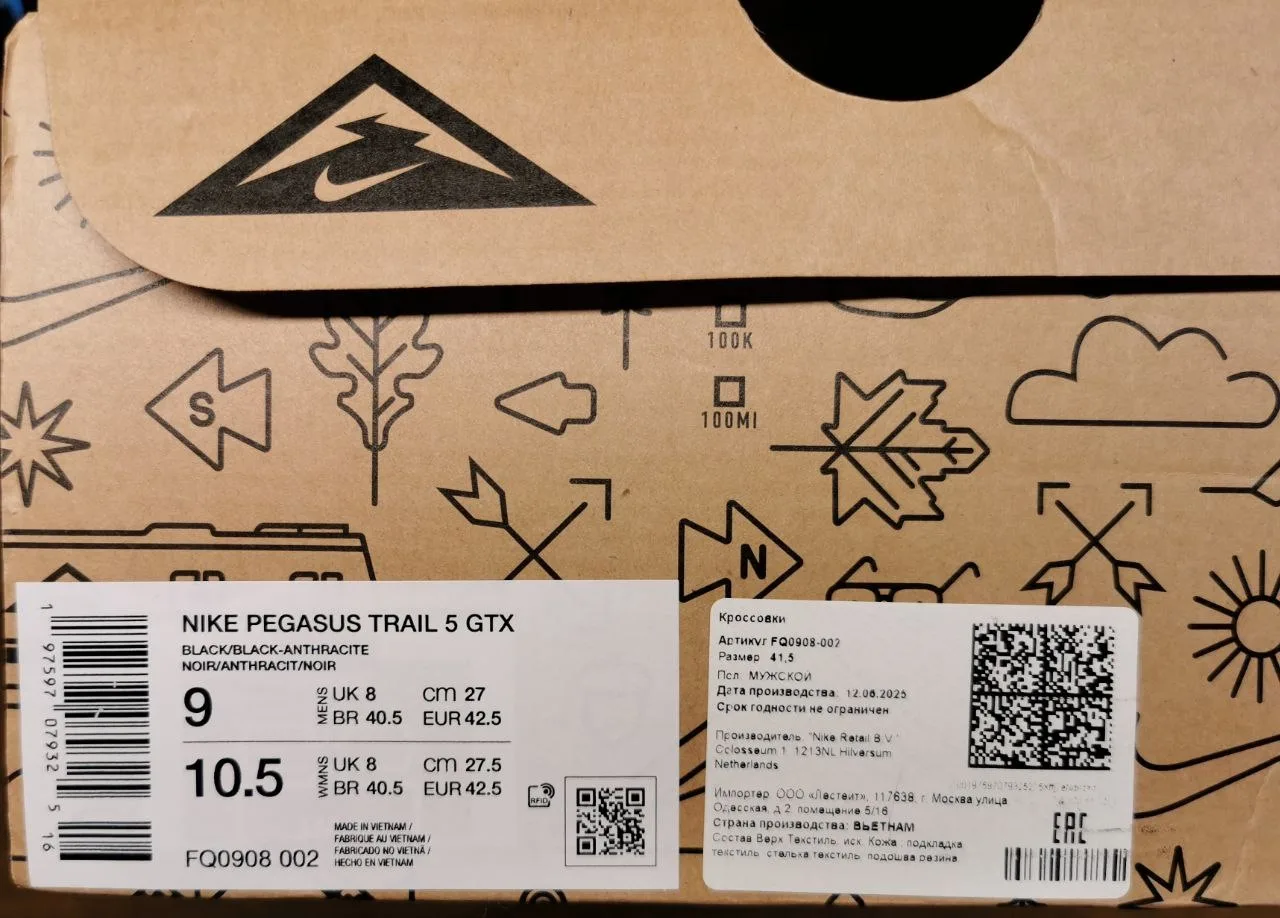 100K
100MI
S
N
1 97597 07932 5 16
NIKE PEGASUS TRAIL 5 GTX
BLACK/BLACK-ANTHRACITE
NOIR/ANTHRACIT/NOIR
9
MENS
UK 8 CM 27
BR 40.5 EUR 42.5
10.5
WMNS
UK 8 CM 27.5
BR 40.5 EUR 42.5
RFID
MADE IN VIETNAM /
FABRIQUE AU VIETNAM /
FABRICADO NO VIETNÃ /
HECHO EN VIETNAM
FQ0908 002
Кроссовки
Артикул FQ0908-002
Размер 41,5
Пол МУЖСКОЙ
Дата производства: 12.06.2025
Срок годности не ограничен
Производитель "Nike Retail B.V."
Colosseum 1 1213NL Hilversum
Netherlands
Импортер ООО 117638, г. Москва улица
Одесская, д.2, помещение 5/16
Страна производства: ВЬЕТНАМ
Состав Верх Текстиль, иск. Кожа, подкладка
текстиль, стелька текстиль, подошва резина
EAC